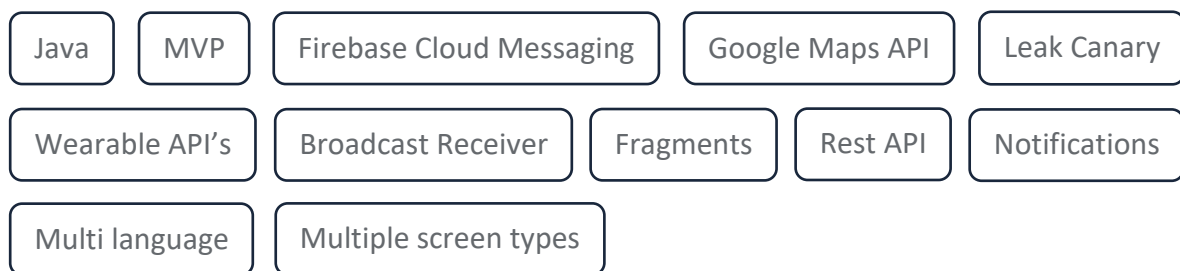 Java MVP Firebase Cloud Messaging Google Maps API Leak Canary
Wearable API’s Broadcast Receiver Fragments Rest API Notifications
Multi language Multiple screen types